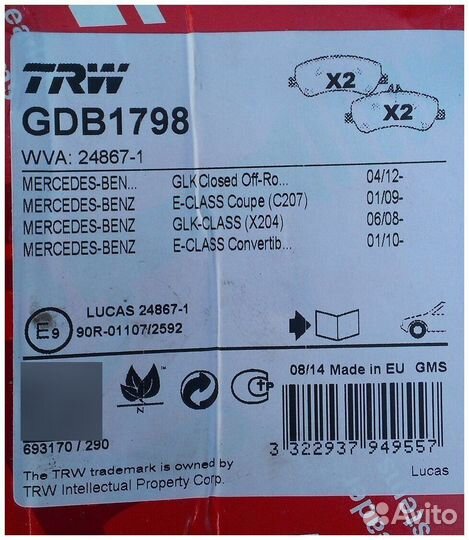 TRW
X2
X2
GDB1798
WVA: 24867-1
MERCEDES-BEN... GLKClosed Off-Ro... 04/12-
MERCEDES-BENZ E-CLASS Coupe (C207) 01/09-
MERCEDES-BENZ GLK-CLASS (X204) 06/08-
MERCEDES-BENZ E-CLASS Convertib... 01/10-
LUCAS 24867-1
E9 90R-01107/2592
N
08/14 Made in EU GMS
693170 / 290
3 322937 949557
The TRW trademark is owned by
TRW Intellectual Property Corp.
Lucas
Avito